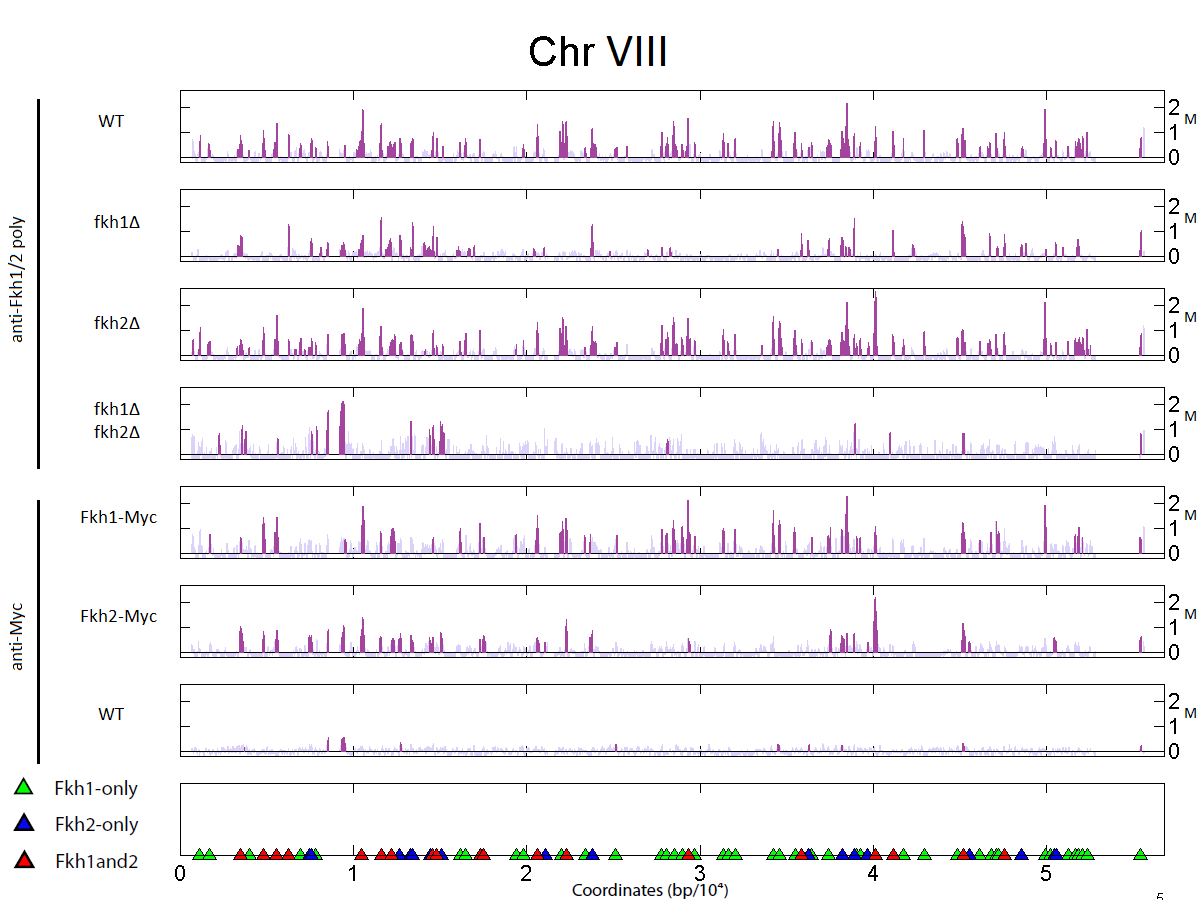 Chr VIII
anti-Fkh1/2 poly
WT
2
M
1
0
fkh1Δ
2
M
1
0
fkh2Δ
2
M
1
0
fkh1Δ
fkh2Δ
2
M
1
0
anti-Myc
Fkh1-Myc
2
M
1
0
Fkh2-Myc
2
M
1
0
WT
2
M
1
0
Fkh1-only
Fkh2-only
Fkh1and2
0 1 2 3 4 5
Coordinates (bp/10⁴)